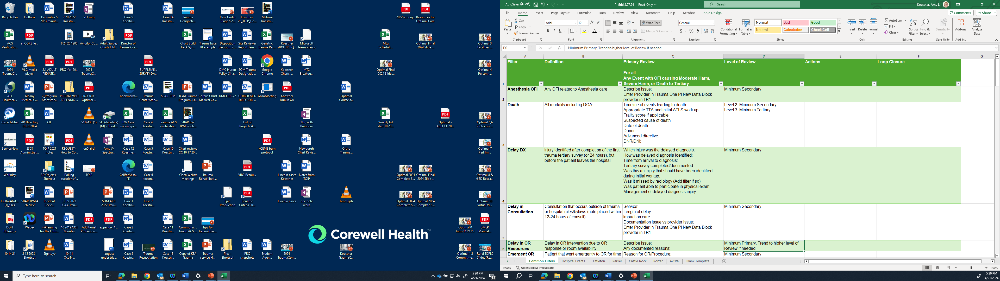 Recycle Bin
Outlook
December 5
2023 minut...
7 20 2022
Koestn...
511 mtg
Case 9
Koestn...
Case 14
Koestn...
Trauma
Designati...
Over Under
Triage 5 2...
Koestner
23_TQIP_Co...
Melrose
Koestn...
2022-vrc-inj...
Resources for
Optimal Care
ACS
Verificatio...
enCORE_le...
8 24 20 1200
AvigilonCo...
Adult Survey
Charts FIN...
Director of
Trauma Cor...
Chart Build
Track Sys...
Trauma base
PI example
Disposition
Decision To...
Site Reviewer
Report Tem...
Geriatric
Trauma Res...
Koestner
2019_TR_TQ...
Microsoft
Teams classic
Mtg
Scheduli...
Optimal Final
2024 Slide ...
Optimal 3
Facilities ...
2024
TraumaC...
VLC media
player
2.1 ADULT
PEDIATR...
PRQ-for-20...
2024
TraumaC...
SUPPLEME...
SURVEY DA...
DMC Huron
Valley-Sina...
SOM Trauma
Designatio...
Google
Chrome
Koestner
Charts ...
MTC
Breakou...
Optimal Final
2024 Slide ...
Optimal 4
Personn...
API
Healthca...
Albany
Medical C...
2_Program
Assessme...
VIRTUAL VISIT
APPENDIX ...
2023-003 -
Optimal ...
bookmarks...
Trauma
Center Stan...
SBAR TPM
TCAA Trauma
Program As...
Corpus Christ
Medical Ce...
DMCHUR~2
GERBER MED
DIRECTOR ...
GoToMeeting
Koestner
Dublin GA
Optimal
Course a...
Cisco Jabber
AP Directory
01.01.2024
GIF
5114436 (1)
SH (datadata)
(M) - Short...
BW Case
review spr...
Case 4
Koestn...
Trauma ACS
verificatio...
SBAR BW
TPM Positi...
List of
Projects A...
Mtg with
Brandon-
Weekly list
start 10 20...
Optimal -
April 13, 20...
Optimal 5,6
Protocols ...
ServiceNow
2368
Administrat...
TQIP 2021
notes
REQUEST -
How to Co...
op5iaird
Amy @
Spectru...
Caae 12
Koestne...
Case 5
Koestn...
Case 10
Koestn...
Chart reviews
CC 10 17 20...
KCEMS burn
protocol
Newburgh
Chart Revie...
Ortho
Trauma...
Optimal 7
Perf Im...
Workday
3D Objects -
Shortcut
Polling
questions f...
TQIP
CallforAbst...
(1)
Case 6
Koestn...
Cisco Webex
Meetings
Trauma
Rehabilitati...
VRC-Resou...
Lincoln cases
Koestner
Notes from
TQIP
Optimal 2024
Complete S...
Optimal Final
2024 Slide ...
Optimal 8 &
9 ED Resea...
CallforAbst...
(1)_files
SBAR TPM 4
26 2022
Incident
Revie...
10 19 2023
TCAA Trau...
SOM ACS
2022 Trau...
Case 1
Koestn...
Case 7
Koestn...
Epic
Production
Geriatric
Criteria 20...
Lincoln cases
one note
work
bm2skjzh
Optimal 2024
Complete S...
Optimal 2024
Complete S...
Optimal 10
Virtual Vi...
DOH
Upload_2
Webex
4-Planning
for the Futu...
10 2019 COT
Minutes
Additional
Profession...
appendix_1...
Case 2
Koestn...
Case 11
Koestn...
Communic...
board ACS ...
Tips for
Trauma Des...
Optimal 0
Intro 11 24 23
DMEP
Manual...
Corewell Health™
10 14 21
2 15 2023 -
Shortcut
5fgxtuyv
10-11
Oct-N...
'august
under tria...
Case 3
Koestn...
Trauma
Resuscitation
Case 13
Koestn...
Copy of KSA
Trauma
Trauma
service H...
files -
Shortcut
PRQ
snapshots
Student
Agen...
2024
TraumaCon...
Koestner
TraumaC...
Optimal 1,2
Commitme...
Rural TOPIC
Slides (Re...
Type here to search
5:20 PM
4/21/2024
35
AutoSave Off
PI Grid 3.27.24 - Read-Only
Search
Koestner, Amy L.
File Home Insert Page Layout Formulas Data Review View Automate Help Acrobat Table Design
Comments Share
Paste
Cut
Copy
Format Painter
Clipboard
Arial 12
B I U
Font
Wrap Text
Merge & Center
Alignment
General
Number
Conditional
Formatting
Format as
Table
Normal Bad Good
Neutral Calculation Check Cell
Styles
Insert Delete Format
Cells
AutoSum
Fill
Clear
Sort &
Filter
Find &
Select
Editing
Sensitivity
Sensitivity
Add-ins
Add-ins
Analyze
Data
D6
Minimum Primary, Trend to higher level of Review if needed
A B C D E F G
1
Filter
Definition
Primary Review
For all:
Any Event with OFI causing Moderate Harm,
Severe Harm, or Death to Tertiary
Level of Review
Actions
Loop Closure
2
Anesthesia OFI
Any OFI related to Anesthesia care
Describe issue:
Enter Provider in Trauma One PI New Data Block
provider in TR1
Minimum Secondary
3
Death
All mortality including DOA
Timeline of events leading to death:
Appropriate TTA and initial ATLS work up:
Frailty score if applicable:
Suspected cause of death:
Date of death:
Donor:
Advanced directive:
DNR/DNI:
Level 2: Minimum Secondary
Level 3: Minimum Tertiary
4
Delay DX
Injury identified after completion of the first
trauma tertiary survey (or 24 hours), but
before the patient leaves the hospital.
Which injury was the delayed diagnosis:
How was delayed diagnosis identified:
Time from arrival to diagnosis:
Tertiary survey completed/documented:
Was this an injury that should have been identified
during initial workup:
Was it missed by radiology (Add filter if so):
Was patient able to participate in physical exam:
Management of delayed diagnosis injury:
Minimum Secondary
5
Delay in
Consultation
Consultation that occurs outside of trauma
or hospital rules/bylaws (note placed within
12-24 hours of consult)
Service:
Length of delay:
Impact on care:
Documentation issue vs provider issue:
Enter Provider in Trauma One PI New Data Block
provider in TR1
Minimum Secondary
6
Delay in OR
Resources
Delay in OR intervention due to OR
response or room availability
Describe issue:
Any documented reasons:
Minimum Primary, Trend to higher level of
Review if needed
Emergent OR
Patient that went emergently to OR for time
Reason for OR/Procedure:
Minimum Secondary
... Common Filters Hospital Events Littleton Parker Castle Rock Porter Avista Blank Template
Ready Accessibility: Investigate
100%
5:20 PM
4/21/2024